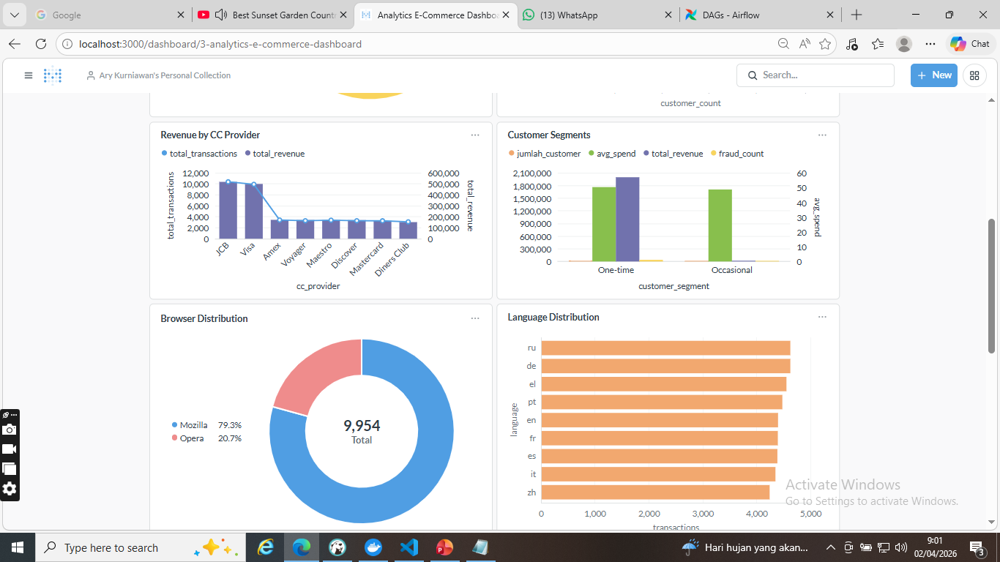 Google
Best Sunset Garden Countr
Analytics E-Commerce Dashboa
(13) WhatsApp
DAGs - Airflow
localhost:3000/dashboard/3-analytics-e-commerce-dashboard
Chat
Ary Kurniawan's Personal Collection
Search...
New
customer_count
Revenue by CC Provider
total_transactions
total_revenue
total_transactions
12,000
10,000
8,000
6,000
4,000
2,000
0
600,000
500,000
400,000
300,000
200,000
100,000
0
total_revenue
JCB
Visa
Amex
Voyager
Maestro
Discover
Mastercard
Diners Club
cc_provider
Customer Segments
jumlah_customer
avg_spend
total_revenue
fraud_count
2,100,000
1,800,000
1,500,000
1,200,000
900,000
600,000
300,000
0
60
50
40
30
20
10
0
avg_spend
One-time
Occasional
customer_segment
Browser Distribution
Mozilla 79.3%
Opera 20.7%
9,954
Total
Language Distribution
language
ru
de
el
pt
en
fr
es
it
zh
0
1,000
2,000
3,000
4,000
5,000
transactions
Activate Windows
Go to Settings to activate Windows.
Type here to search
Hari hujan yang akan...
9:01
02/04/2026
3